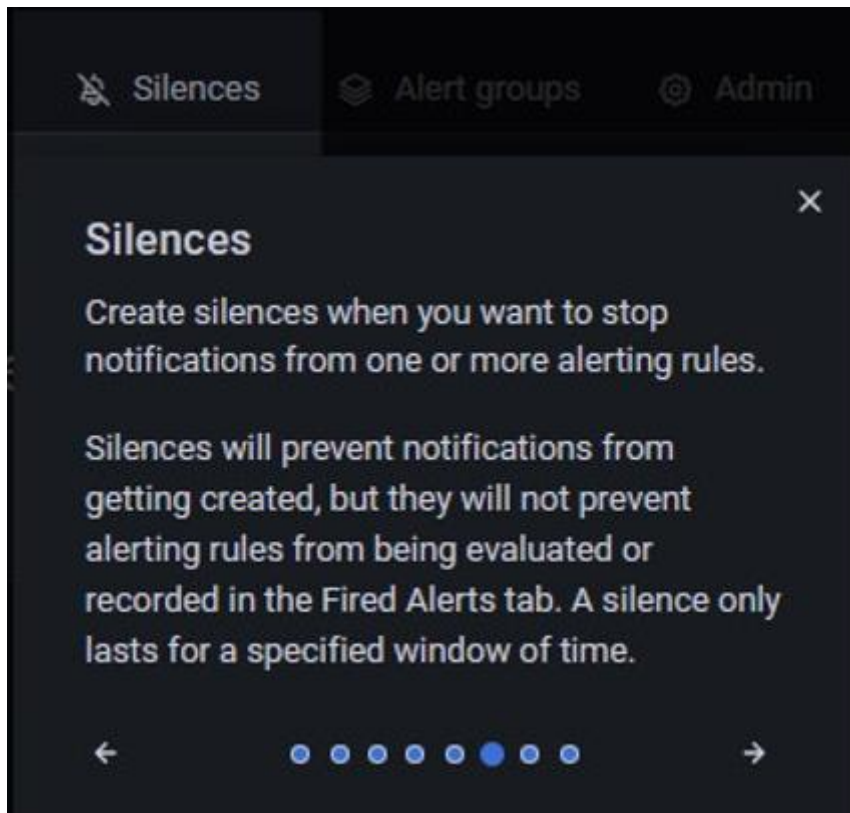 Silences Alert groups Admin
Silences
Create silences when you want to stop
notifications from one or more alerting rules.
Silences will prevent notifications from
getting created, but they will not prevent
alerting rules from being evaluated or
recorded in the Fired Alerts tab. A silence only
lasts for a specified window of time.